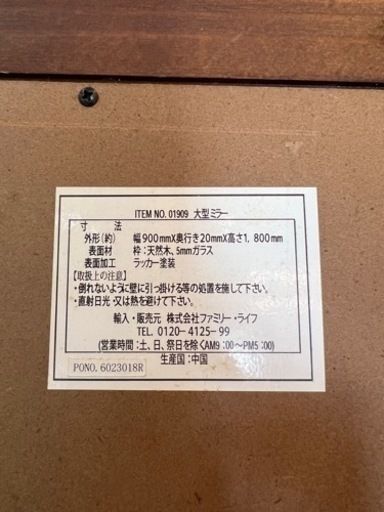 ITEM NO. 01909 大型ミラー
寸 法
外形(約) 幅900mmX奥行き20mmX高さ1,800mm
表面材 枠:天然木、5mmガラス
表面加工 ラッカー塗装
【取扱上の注意】
・倒れないように壁に引っ掛ける等の処置を施して下さい。
・直射日光・又は熱を避けて下さい。
輸入・販売元 株式会社ファミリー・ライフ
TEL. 0120-4125-99
(営業時間:土、日、祭日を除くAM9:00~PM5:00)
生産国:中国
PONO. 6023018R